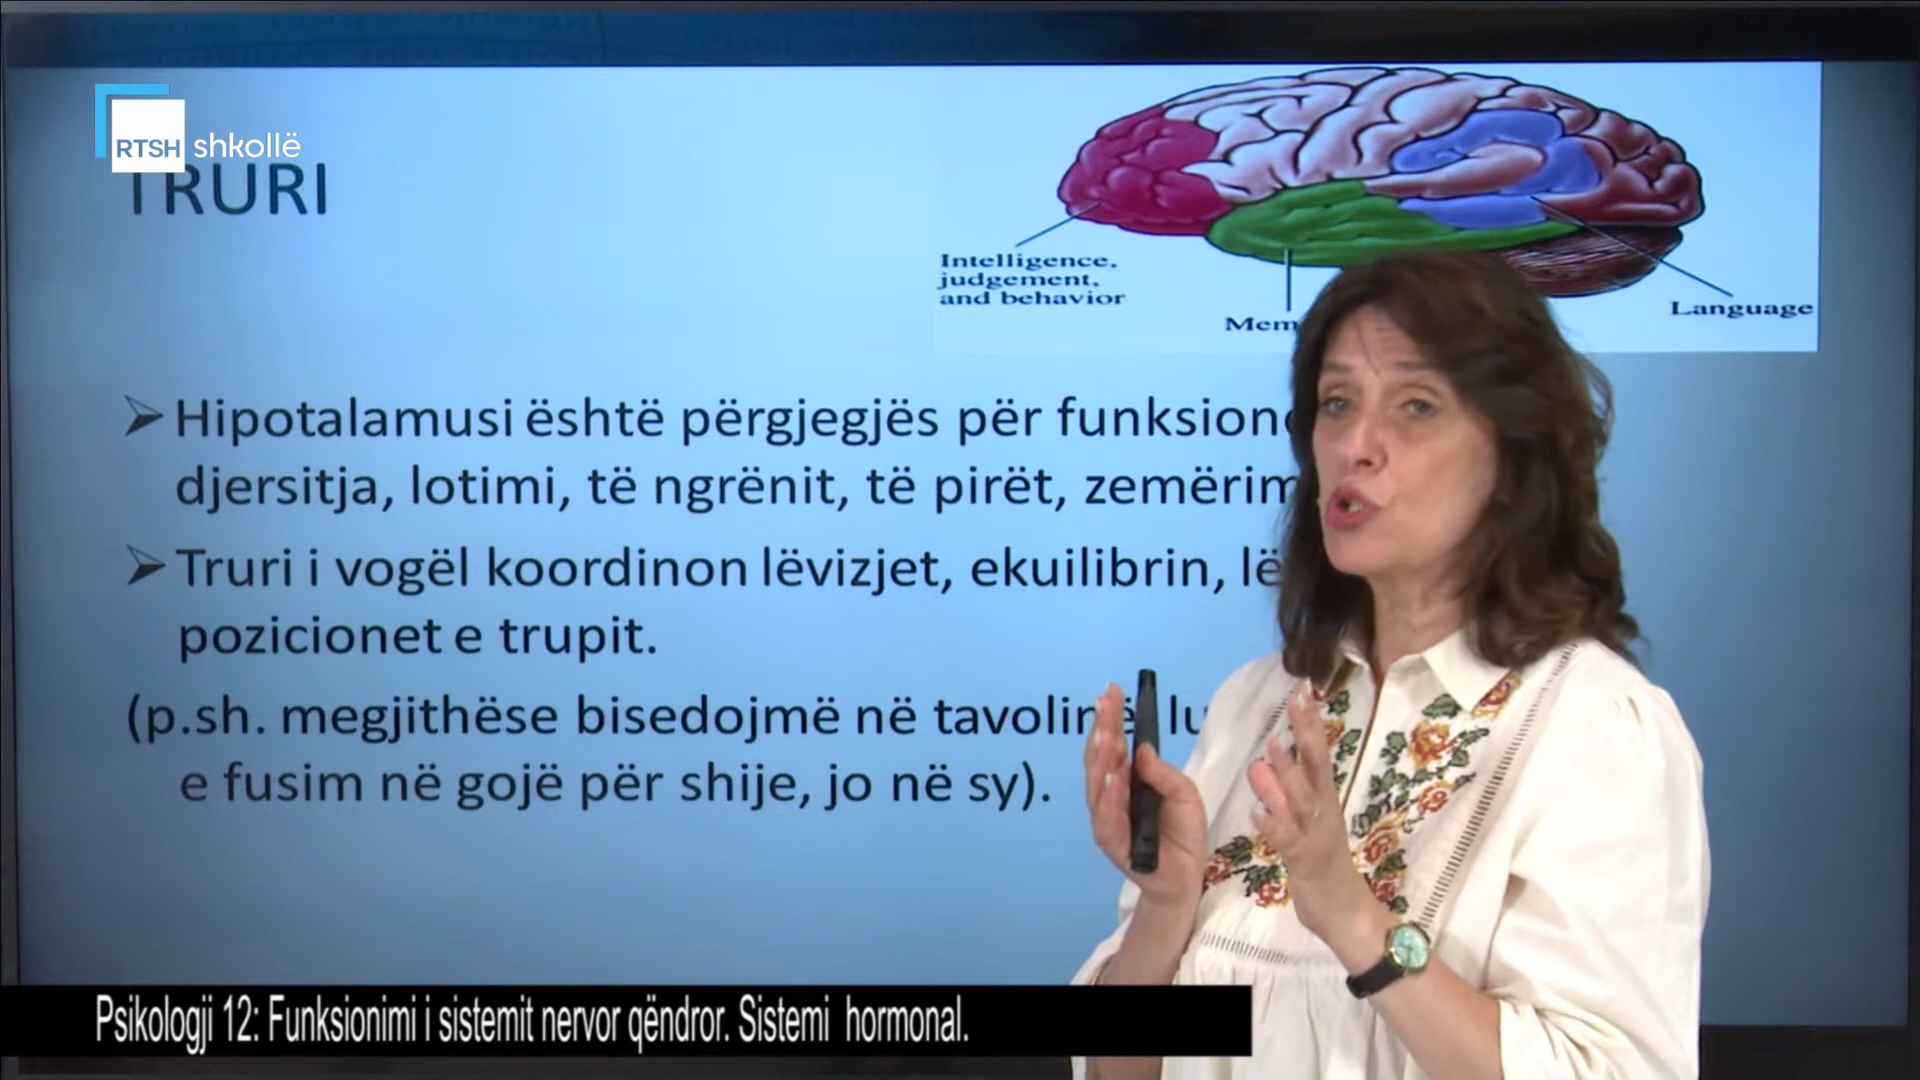 RTSH shkollë
TRURI
Intelligence,
judgement,
and behavior
Language
Hipotalamusi është përgjegjës për
djersitja, lotimi, të ngrënit, të pirët,
Truri i vogël koordinon lëvizjet, ekuilibrin,
pozicionet e trupit.
(p.sh. megjithëse bisedojmë në tavolinë,
e fusim në gojë për shije, jo në sy).
Psikologji 12: Funksionimi i sistemit nervor qëndror. Sistemi hormonal.